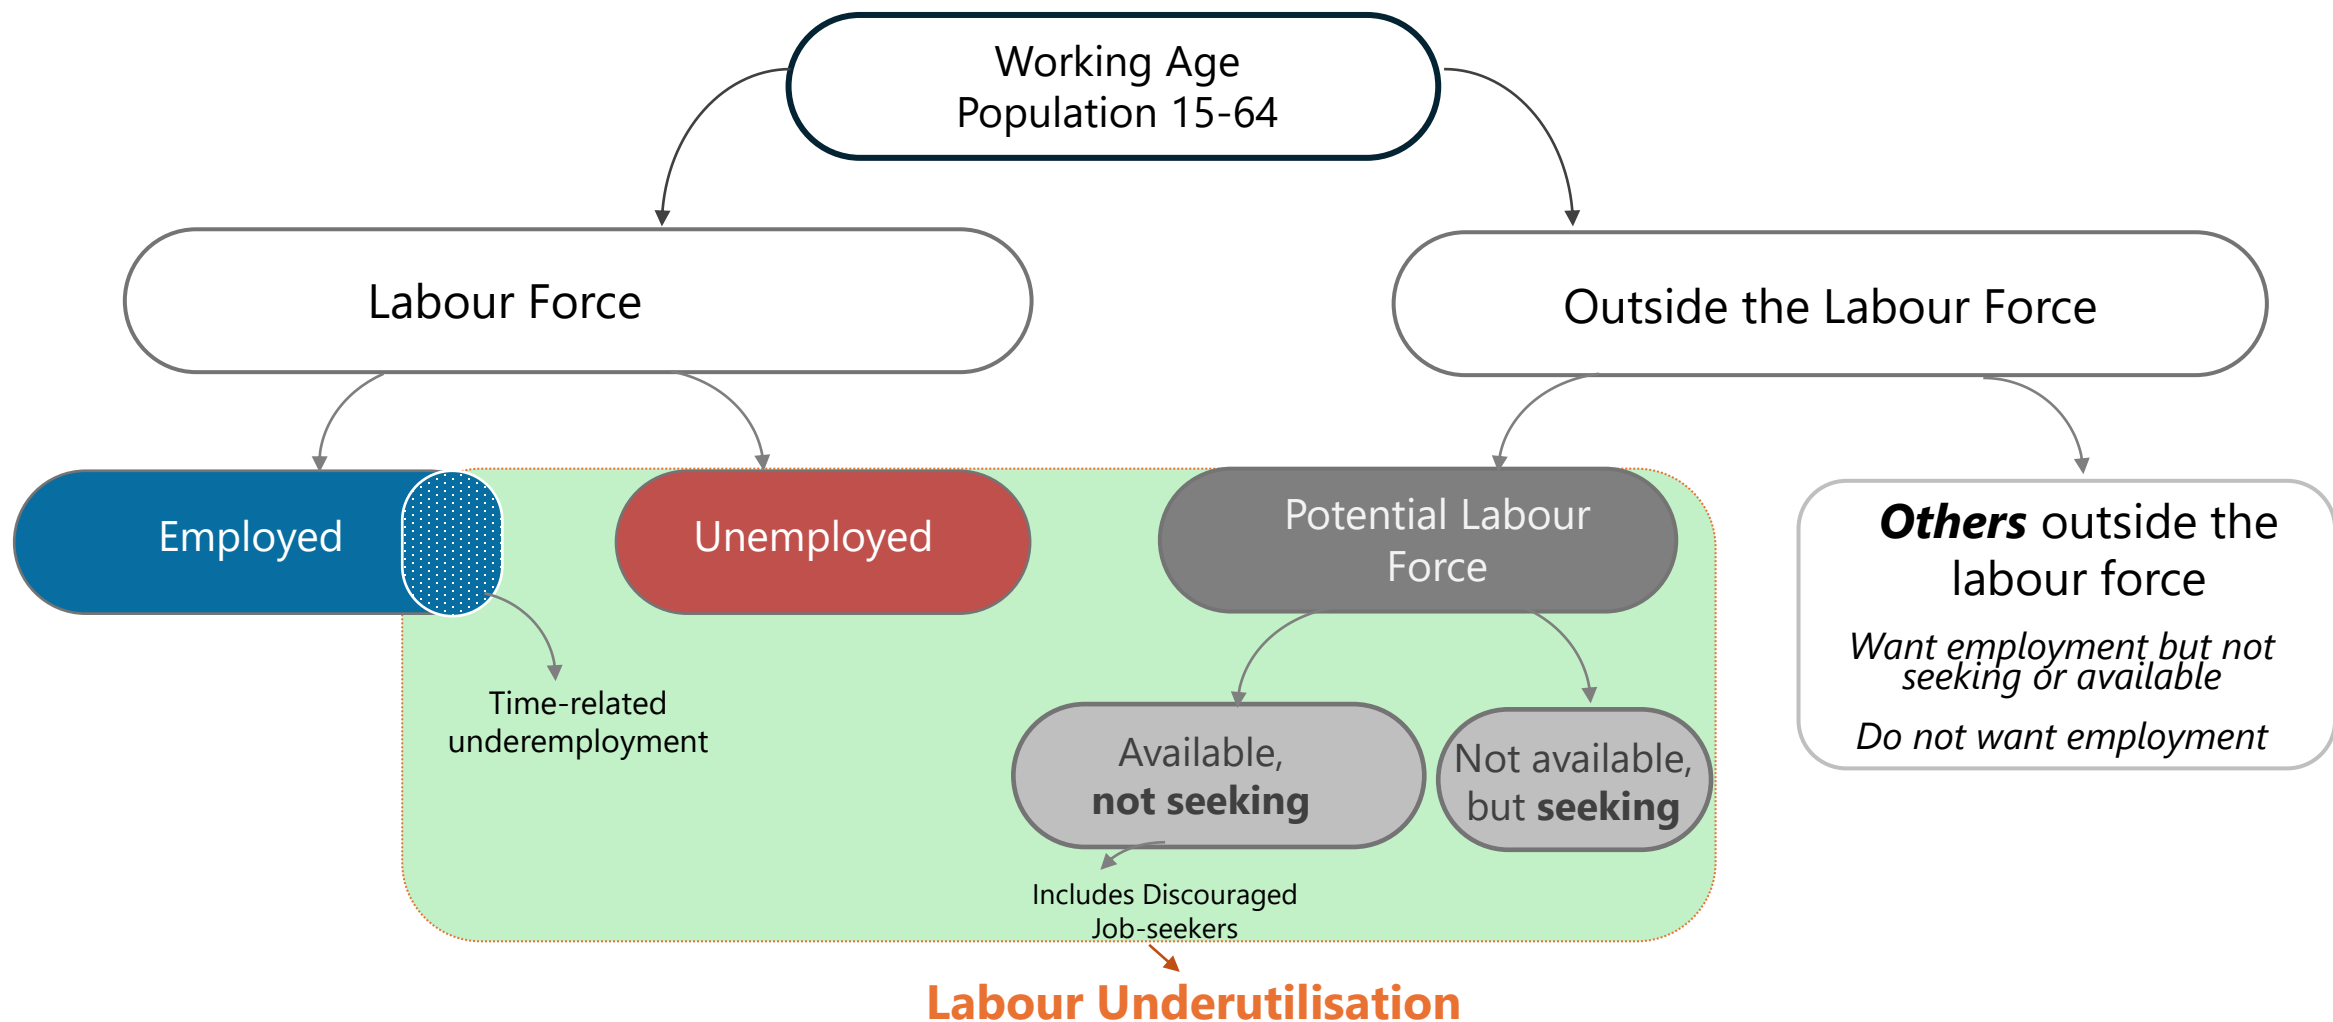 Working Age
Population 15-64
Labour Force
Outside the Labour Force
Employed
Unemployed
Potential Labour
Force
Others outside the
labour force
Want employment but not
seeking or available
Do not want employment
Time-related
underemployment
Available,
not seeking
Not available,
but seeking
Includes Discouraged
Job-seekers
Labour Underutilisation